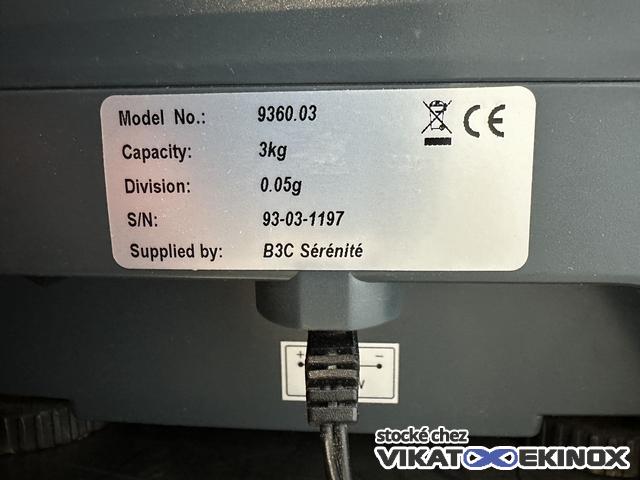 Model No.: 9360.03
Capacity: 3kg
Division: 0.05g
S/N: 93-03-1197
Supplied by: B3C Sérénité
CE
+ −
V
stocké chez
VIKATO EKINOX